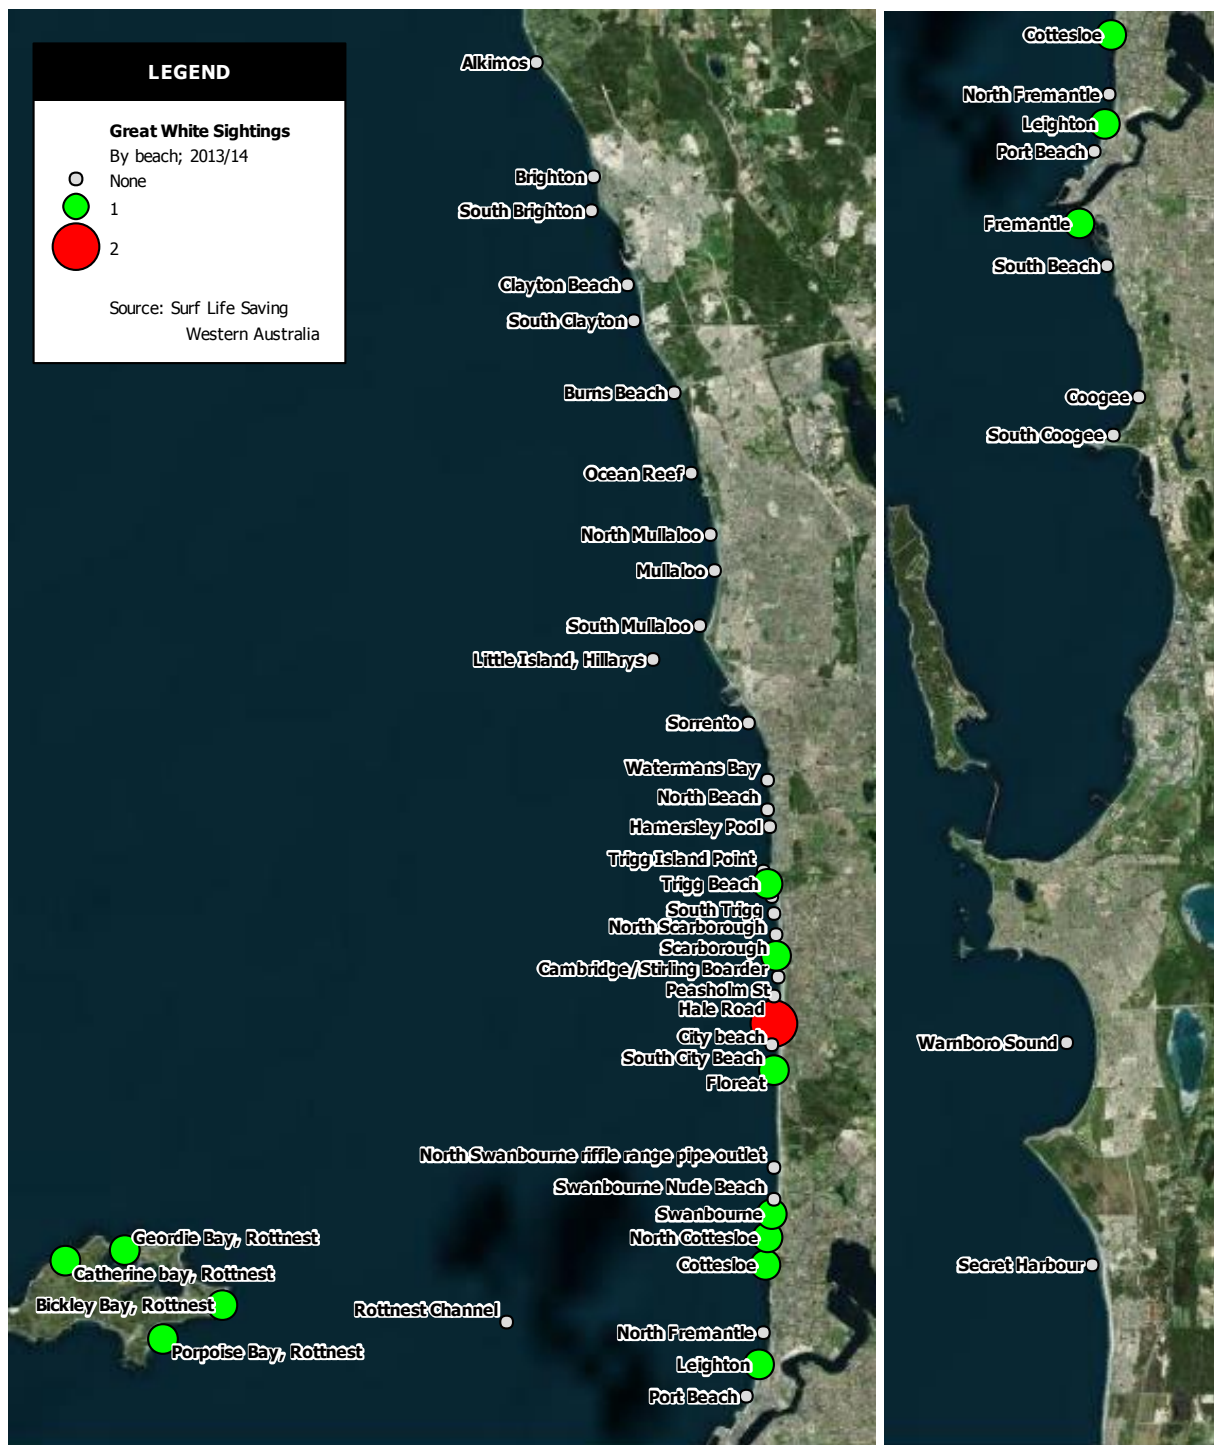 LEGEND
Great White Sightings
By beach; 2013/14
None
1
2
Source: Surf Life Saving
Western Australia
Alkimos
Brighton
South Brighton
Clayton Beach
South Clayton
Burns Beach
Ocean Reef
North Mullaloo
Mullaloo
South Mullaloo
Little Island, Hillarys
Sorrento
Watermans Bay
North Beach
Hamersley Pool
Trigg Island Point
Trigg Beach
South Trigg
North Scarborough
Scarborough
Cambridge/Stirling Boarder
Peasholm St
Hale Road
City beach
South City Beach
Floreat
North Swanbourne riffle range pipe outlet
Swanbourne Nude Beach
Swanbourne
North Cottesloe
Cottesloe
Geordie Bay, Rottnest
Catherine bay, Rottnest
Bickley Bay, Rottnest
Porpoise Bay, Rottnest
Rottnest Channel
North Fremantle
Leighton
Port Beach
Cottesloe
North Fremantle
Leighton
Port Beach
Fremantle
South Beach
Coogee
South Coogee
Warnboro Sound
Secret Harbour